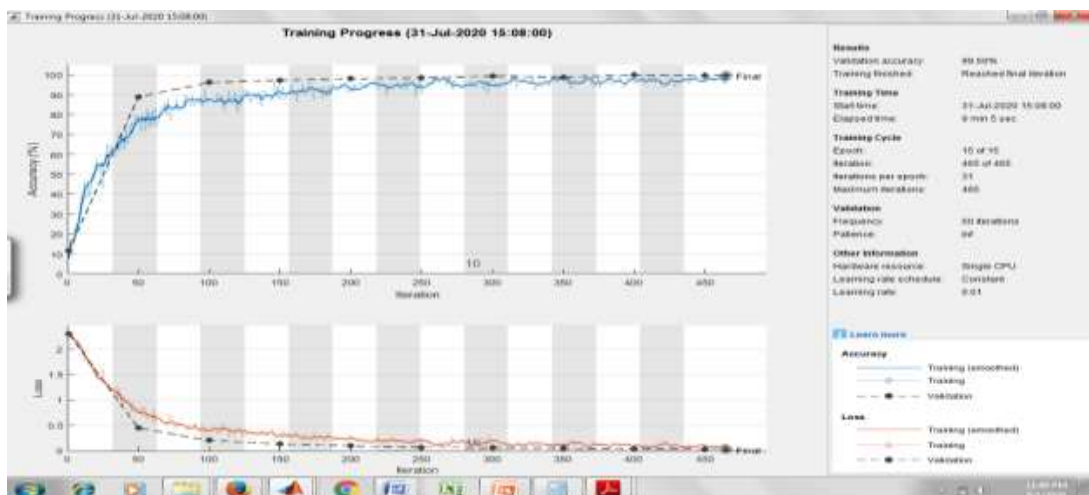 Training Progress (31-Jul-2020 15:08:00)
Training Progress (31-Jul-2020 15:08:00)
Accuracy (%)
100
90
80
70
60
50
40
30
20
10
0
Final
10
0 50 100 150 200 250 300 350 400 450
Iteration
Loss
2
1.5
1
0.5
0
Final
0 50 100 150 200 250 300 350 400 450
Iteration
Results
Validation accuracy:
Training finished: Reached final iteration
Training Time
Start time: 31-Jul-2020 15:08:00
Elapsed time: min 5 sec
Training Cycle
Epoch: 15 of 15
Iteration: 465 of 465
Iterations per epoch: 31
Maximum iterations: 465
Validation
Frequency: 50 iterations
Patience: Inf
Other Information
Hardware resource: Single CPU
Learning rate schedule: Constant
Learning rate: 0.01
Learn more
Accuracy
Training (smoothed)
Training
Validation
Loss
Training (smoothed)
Training
Validation